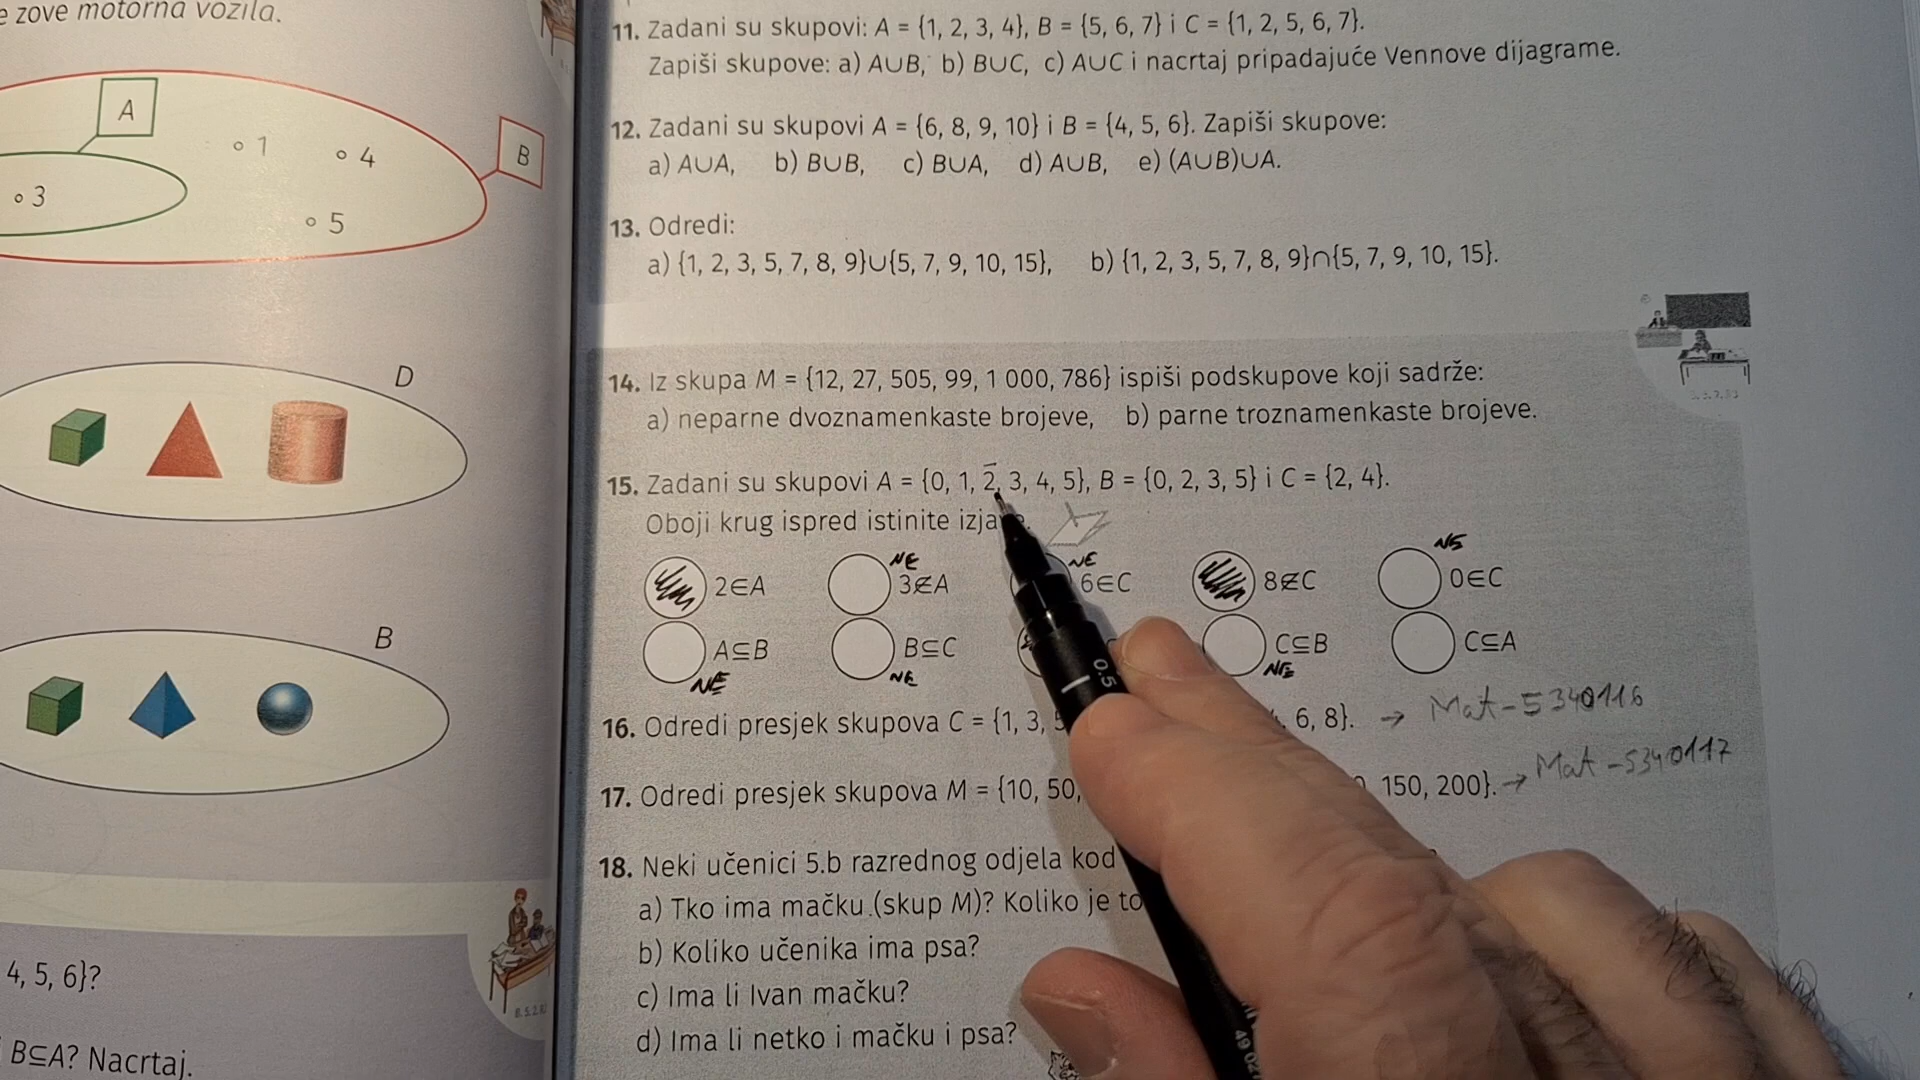 e zove motorna vozila.
A
B
○ 1
○ 4
○ 3
○ 5
D
B
4, 5, 6}?
B⊆A? Nacrtaj.
11. Zadani su skupovi: A = {1, 2, 3, 4}, B = {5, 6, 7} i C = {1, 2, 5, 6, 7}.
Zapiši skupove: a) A∪B, b) B∪C, c) A∪C i nacrtaj pripadajuće Vennove dijagrame.
12. Zadani su skupovi A = {6, 8, 9, 10} i B = {4, 5, 6}. Zapiši skupove:
a) A∪A, b) B∪B, c) B∪A, d) A∪B, e) (A∪B)∪A.
13. Odredi:
a) {1, 2, 3, 5, 7, 8, 9}∪{5, 7, 9, 10, 15}, b) {1, 2, 3, 5, 7, 8, 9}∩{5, 7, 9, 10, 15}.
14. Iz skupa M = {12, 27, 505, 99, 1 000, 786} ispiši podskupove koji sadrže:
a) neparne dvoznamenkaste brojeve, b) parne troznamenkaste brojeve.
15. Zadani su skupovi A = {0, 1, 2, 3, 4, 5}, B = {0, 2, 3, 5} i C = {2, 4}.
Oboji krug ispred istinite
NE NE NE
2∈A 3∉A 6∈C 8∉C 0∈C
A⊆B B⊆C C⊆B C⊆A
NE NE NE
16. Odredi presjek skupova C = {1, 3, 6, 8}. → Mat-5340116
17. Odredi presjek skupova M = {10, 50, 150, 200}. → Mat-5340117
18. Neki učenici 5.b razrednog odjela kod
a) Tko ima mačku (skup M)? Koliko je to
b) Koliko učenika ima psa?
c) Ima li Ivan mačku?
d) Ima li netko i mačku i psa?
0.5